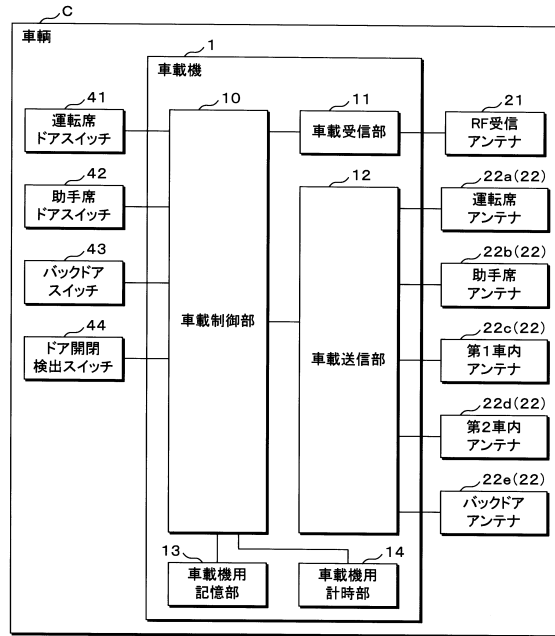 C
車輌
1
車載機
41
運転席
ドアスイッチ
42
助手席
ドアスイッチ
43
バックドア
スイッチ
44
ドア開閉
検出スイッチ
10
車載制御部
11
車載受信部
12
車載送信部
13
車載機用
記憶部
14
車載機用
計時部
21
RF受信
アンテナ
22a(22)
運転席
アンテナ
22b(22)
助手席
アンテナ
22c(22)
第1車内
アンテナ
22d(22)
第2車内
アンテナ
22e(22)
バックドア
アンテナ